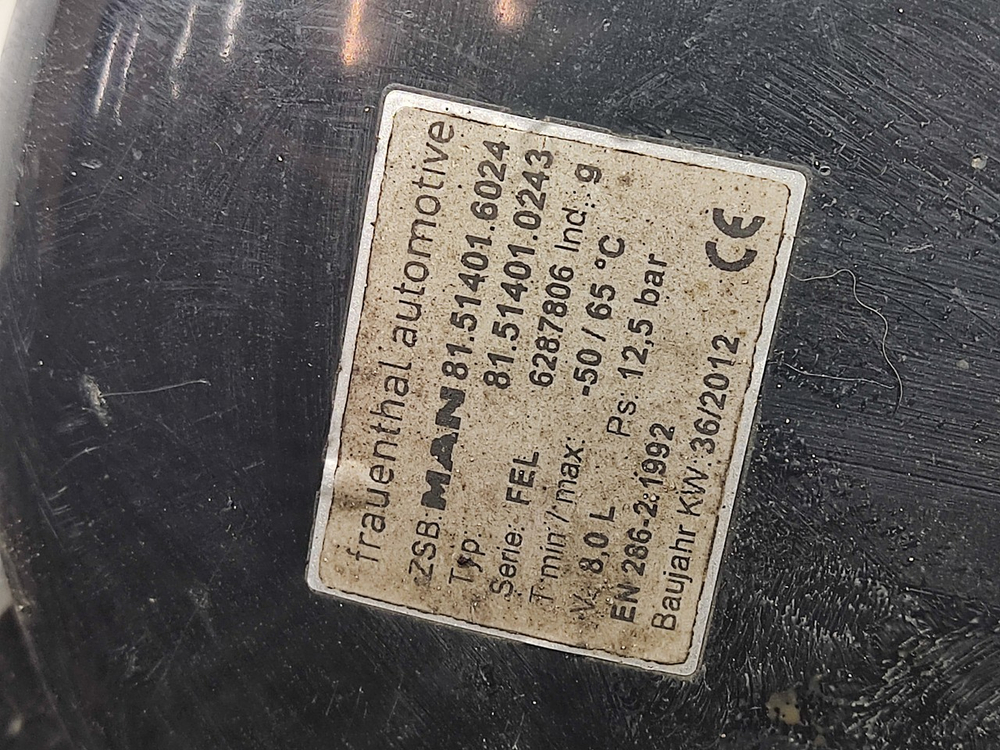 frauenthal automotive
ZSB: MAN 81.51401.6024
Typ 81.51401.0243
Serie: FEL 6287806 Ind.: g
T min / max: -50 / 65 °C
V: 8,0 L Ps: 12,5 bar
EN 286-2:1992
Baujahr KW: 36/2012 CE